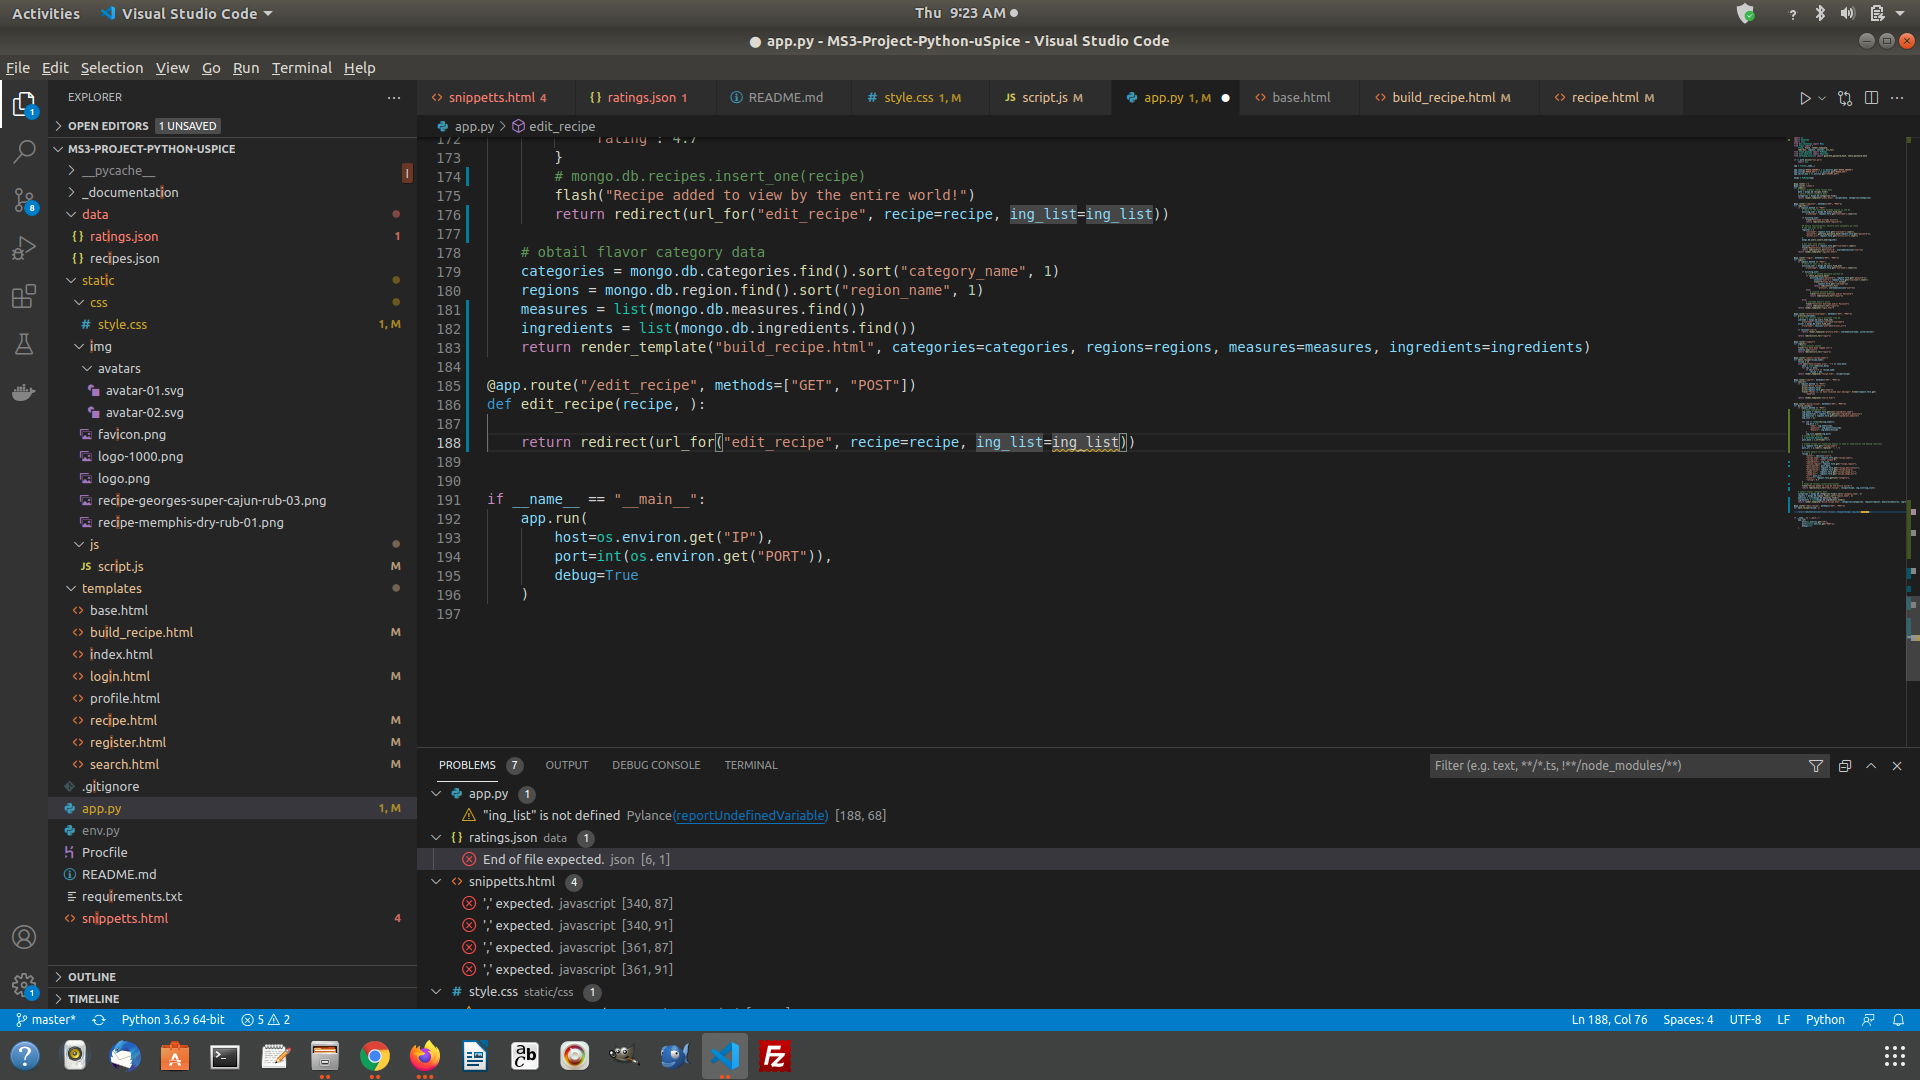 Activities Visual Studio Code Thu 9:23 AM
● app.py - MS3-Project-Python-uSpice - Visual Studio Code
File Edit Selection View Go Run Terminal Help
EXPLORER
OPEN EDITORS 1 UNSAVED
MS3-PROJECT-PYTHON-USPICE
__pycache__
_documentation
data
ratings.json 1
recipes.json
static
css
style.css 1, M
img
avatars
avatar-01.svg
avatar-02.svg
favicon.png
logo-1000.png
logo.png
recipe-georges-super-cajun-rub-03.png
recipe-memphis-dry-rub-01.png
js
script.js M
templates
base.html
build_recipe.html M
index.html
login.html M
profile.html
recipe.html M
register.html M
search.html M
.gitignore
app.py 1, M
env.py
Procfile
README.md
requirements.txt
snippetts.html 4
OUTLINE
TIMELINE
snippetts.html 4 ratings.json 1 README.md style.css 1, M script.js M app.py 1, M ● base.html build_recipe.html M recipe.html M
app.py > edit_recipe
172 "rating": 4.7
173 }
174 # mongo.db.recipes.insert_one(recipe)
175 flash("Recipe added to view by the entire world!")
176 return redirect(url_for("edit_recipe", recipe=recipe, ing_list=ing_list))
177
178 # obtail flavor category data
179 categories = mongo.db.categories.find().sort("category_name", 1)
180 regions = mongo.db.region.find().sort("region_name", 1)
181 measures = list(mongo.db.measures.find())
182 ingredients = list(mongo.db.ingredients.find())
183 return render_template("build_recipe.html", categories=categories, regions=regions, measures=measures, ingredients=ingredients)
184
185 @app.route("/edit_recipe", methods=["GET", "POST"])
186 def edit_recipe(recipe, ):
187
188 return redirect(url_for("edit_recipe", recipe=recipe, ing_list=ing_list))
189
190
191 if __name__ == "__main__":
192 app.run(
193 host=os.environ.get("IP"),
194 port=int(os.environ.get("PORT")),
195 debug=True
196 )
197
PROBLEMS 7 OUTPUT DEBUG CONSOLE TERMINAL Filter (e.g. text, **/*.ts, !**/node_modules/**)
app.py 1
"ing_list" is not defined Pylance(reportUndefinedVariable) [188, 68]
ratings.json data 1
End of file expected. json [6, 1]
snippetts.html 4
',' expected. javascript [340, 87]
',' expected. javascript [340, 91]
',' expected. javascript [361, 87]
',' expected. javascript [361, 91]
style.css static/css 1
master* Python 3.6.9 64-bit 5 2 Ln 188, Col 76 Spaces: 4 UTF-8 LF Python